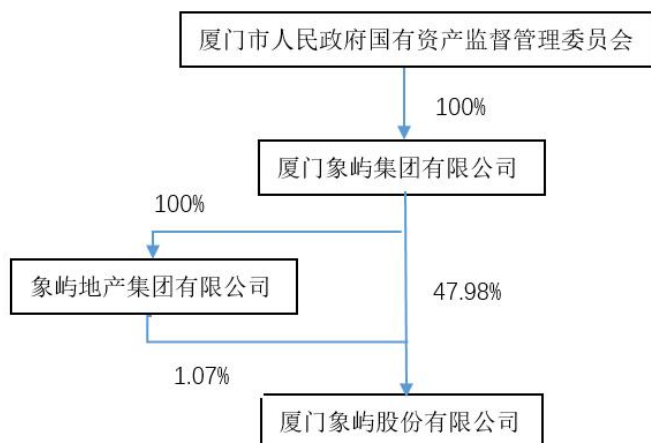 厦门市人民政府国有资产监督管理委员会
100%
厦门象屿集团有限公司
100%
象屿地产集团有限公司
47.98%
1.07%
厦门象屿股份有限公司